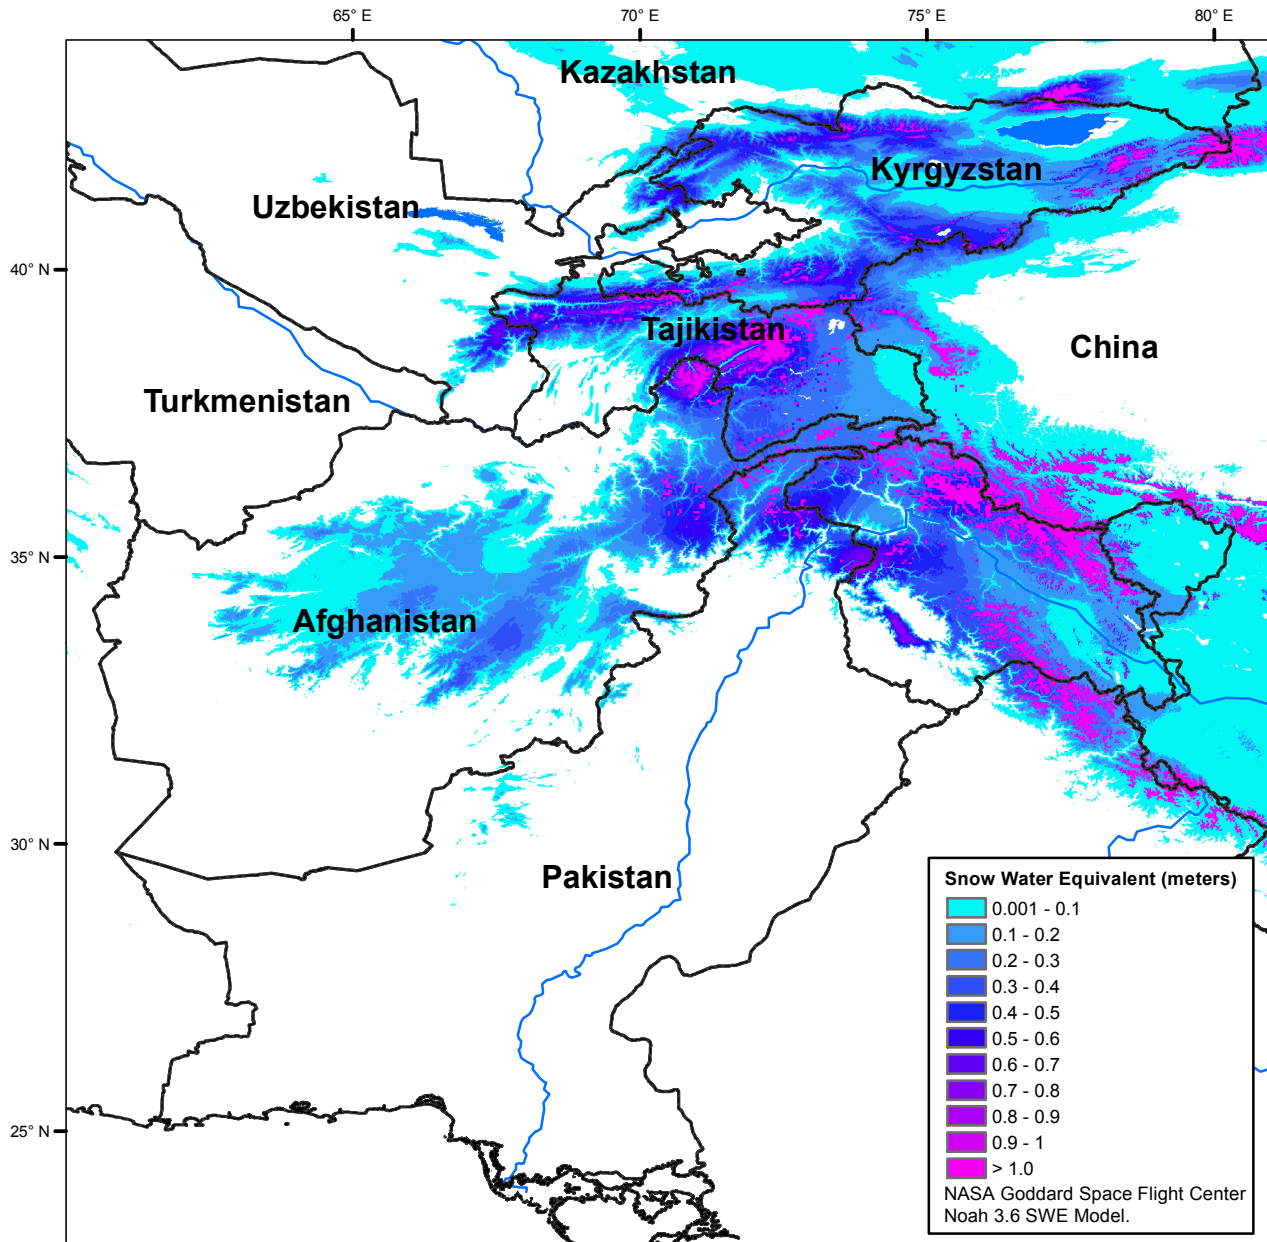 65° E
70° E
75° E
80° E
Kazakhstan
Kyrgyzstan
Uzbekistan
40° N
Tajikistan
China
Turkmenistan
35° N
Afghanistan
30° N
Pakistan
25° N
Snow Water Equivalent (meters)
0.001 - 0.1
0.1 - 0.2
0.2 - 0.3
0.3 - 0.4
0.4 - 0.5
0.5 - 0.6
0.6 - 0.7
0.7 - 0.8
0.8 - 0.9
0.9 - 1
> 1.0
NASA Goddard Space Flight Center
Noah 3.6 SWE Model.